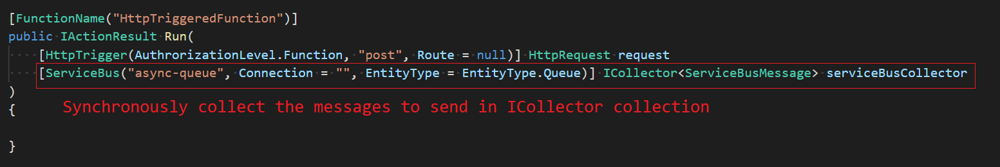 [FunctionName("HttpTriggeredFunction")]
public IActionResult Run(
[HttpTrigger(AuthrorizationLevel.Function, "post", Route = null)] HttpRequest request
[ServiceBus("async-queue", Connection = "", EntityType = EntityType.Queue)] ICollector<ServiceBusMessage> serviceBusCollector
)
{
Synchronously collect the messages to send in ICollector collection
}